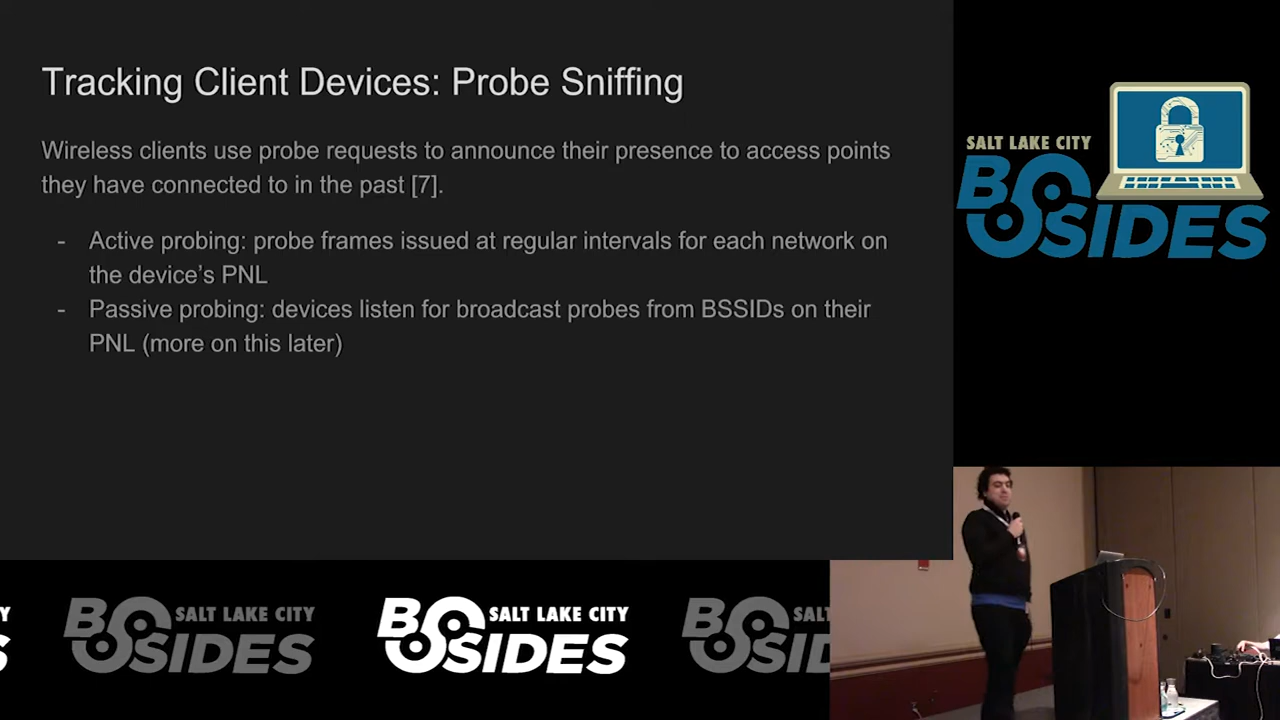 Tracking Client Devices: Probe Sniffing
Wireless clients use probe requests to announce their presence to access points
they have connected to in the past [7].
- Active probing: probe frames issued at regular intervals for each network on
the device's PNL
- Passive probing: devices listen for broadcast probes from BSSIDs on their
PNL (more on this later)
SALT LAKE CITY
BSIDES
SALT LAKE CITY
BSIDES
SALT LAKE CITY
BSIDES